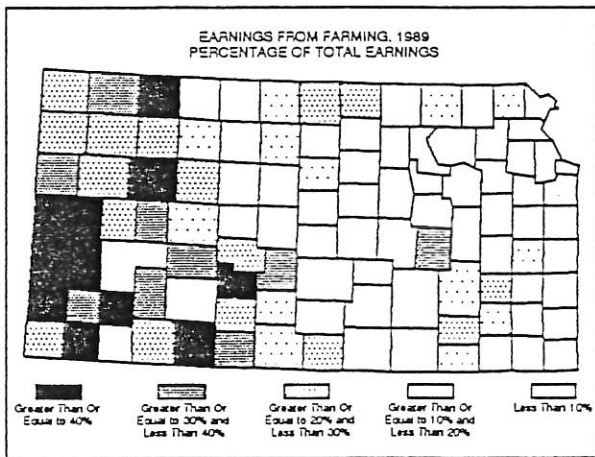 EARNINGS FROM FARMING, 1989
PERCENTAGE OF TOTAL EARNINGS
Greater Than Or
Equal to 40%
Greater Than Or
Equal to 30% and
Less Than 40%
Greater Than Or
Equal to 20% and
Less Than 30%
Greater Than Or
Equal to 10% and
Less Than 20%
Less Than 10%